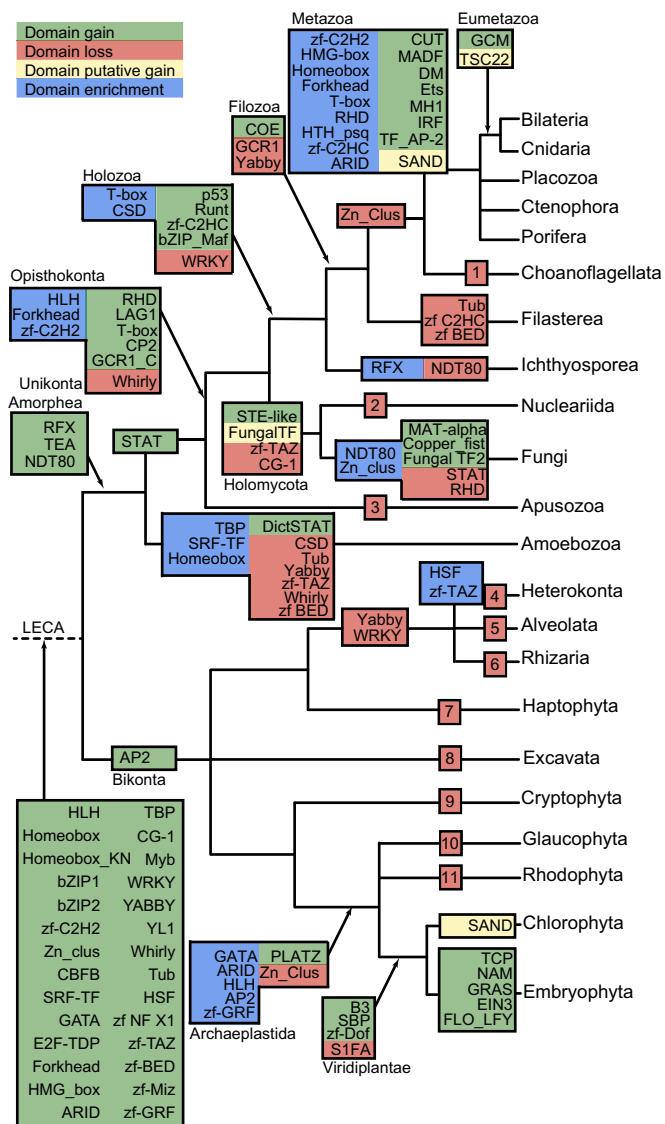 Domain gain
Domain loss
Domain putative gain
Domain enrichment
Metazoa
zf-C2H2
HMG-box
Homeobox
Forkhead
T-box
RHD
HTH_psq
zf-C2HC
ARID
CUT
MADF
DM
Ets
MH1
IRF
TF_AP-2
SAND
Eumetazoa
GCM
TSC22
Filozoa
COE
GCR1
Yabby
Holozoa
T-box
CSD
p53
Runt
zf-C2HC
bZIP_Maf
WRKY
Opisthokonta
HLH
Forkhead
zf-C2H2
RHD
LAG1
T-box
CP2
GCR1_C
Whirly
Unikonta
Amorphea
RFX
TEA
NDT80
STAT
Zn_Clus
Bilateria
Cnidaria
Placozoa
Ctenophora
Porifera
1
Choanoflagellata
Tub
zf C2HC
zf BED
Filasterea
RFX
NDT80
Ichthyosporea
STE-like
FungalTF
zf-TAZ
CG-1
Holomycota
2
Nucleariida
NDT80
Zn_clus
MAT-alpha
Copper_fist
Fungal TF2
STAT
RHD
Fungi
3
Apusozoa
TBP
SRF-TF
Homeobox
DictSTAT
CSD
Tub
Yabby
zf-TAZ
Whirly
zf BED
Amoebozoa
HSF
zf-TAZ
4
Heterokonta
Yabby
WRKY
5
Alveolata
6
Rhizaria
7
Haptophyta
LECA
AP2
Bikonta
8
Excavata
9
Cryptophyta
10
Glaucophyta
11
Rhodophyta
SAND
Chlorophyta
TCP
NAM
GRAS
EIN3
FLO_LFY
Embryophyta
GATA
ARID
HLH
AP2
zf-GRF
PLATZ
Zn_Clus
Archaeplastida
B3
SBP
zf-Dof
S1FA
Viridiplantae
HLH TBP
Homeobox CG-1
Homeobox_KN Myb
bZIP1 WRKY
bZIP2 YABBY
zf-C2H2 YL1
Zn_clus Whirly
CBFB Tub
SRF-TF HSF
GATA zf NF X1
E2F-TDP zf-TAZ
Forkhead zf-BED
HMG_box zf-Miz
ARID zf-GRF